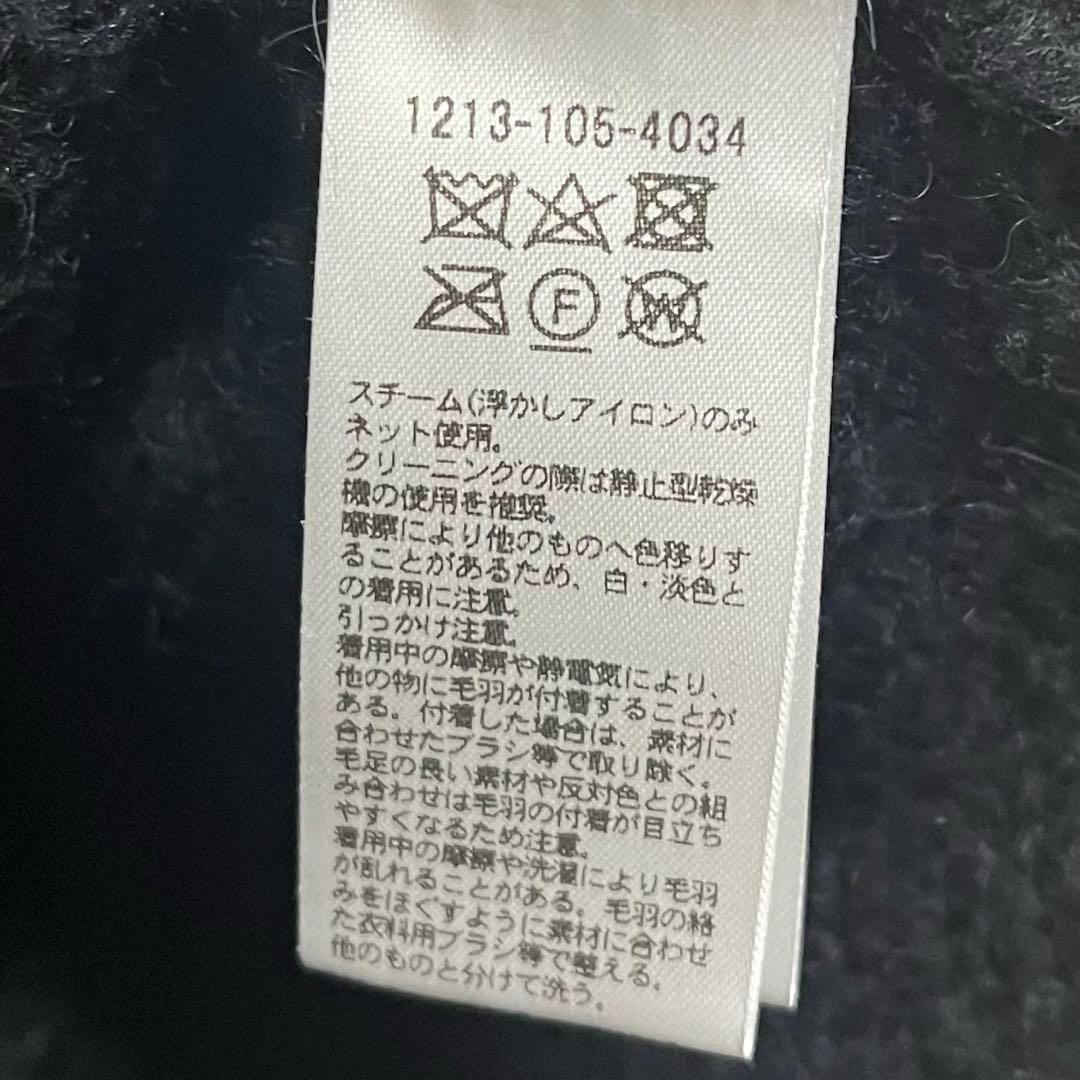 1213-105-4034
F
W
スチーム(浮かしアイロン)のみ
ネット使用。
クリーニングの際は静止型乾燥
機の使用を推奨。
摩擦により他のものへ色移りす
ることがあるため、白・淡色と
の着用に注意。
引っかけ注意。
着用中の摩擦や静電気により、
他の物に毛羽が付着することが
ある。付着した場合は、素材に
合わせたブラシ等で取り除く。
毛足の長い素材や反対色との組
み合わせは毛羽の付着が目立ち
やすくなるため注意。
着用中の摩擦や洗濯により毛羽
が乱れることがある。毛羽の絡
みをほぐすように素材に合わせ
た衣料用ブラシ等で整える。
他のものと分けて洗う。